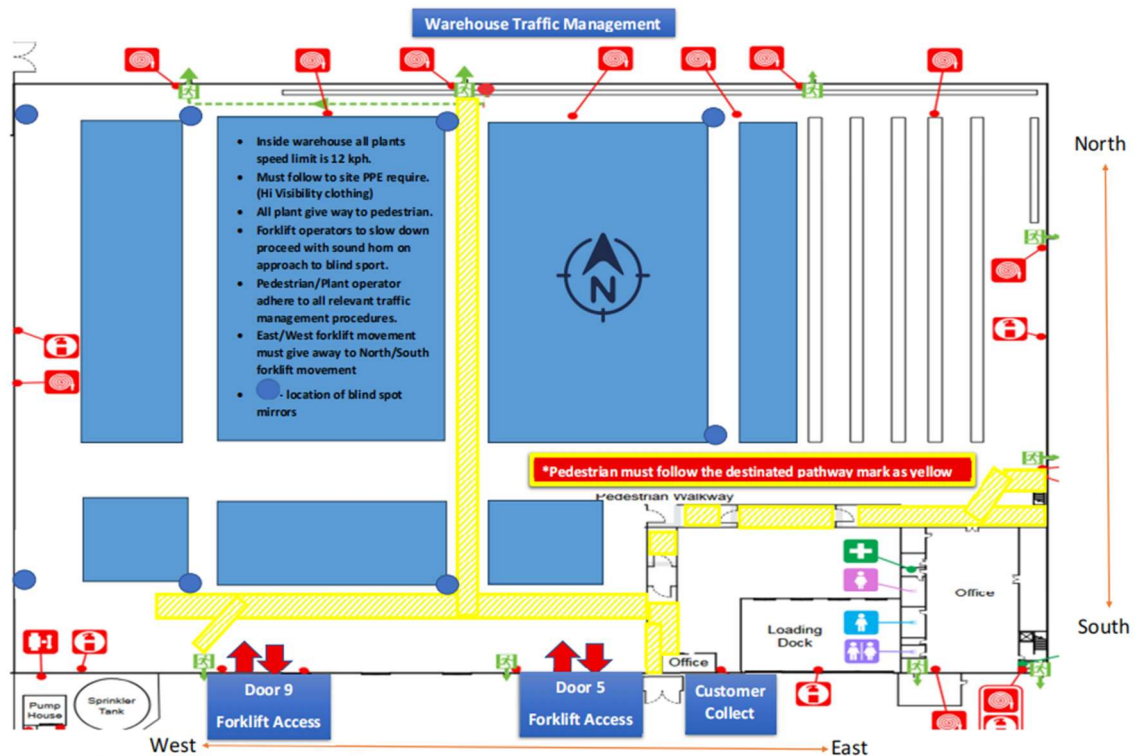 Warehouse Traffic Management
North
• Inside warehouse all plants
speed limit is 12 kph.
• Must follow to site PPE require.
(Hi Visibility clothing)
• All plant give way to pedestrian.
• Forklift operators to slow down
proceed with sound horn on
approach to blind sport.
• Pedestrian/Plant operator
adhere to all relevant traffic
management procedures.
• East/West forklift movement
must give away to North/South
forklift movement
• - location of blind spot
mirrors
N
*Pedestrian must follow the destinated pathway mark as yellow
Pedestrian Walkway
Office
Loading
Dock
South
Office
Pump
House
Sprinkler
Tank
Door 9
Forklift Access
Door 5
Forklift Access
Customer
Collect
West
East